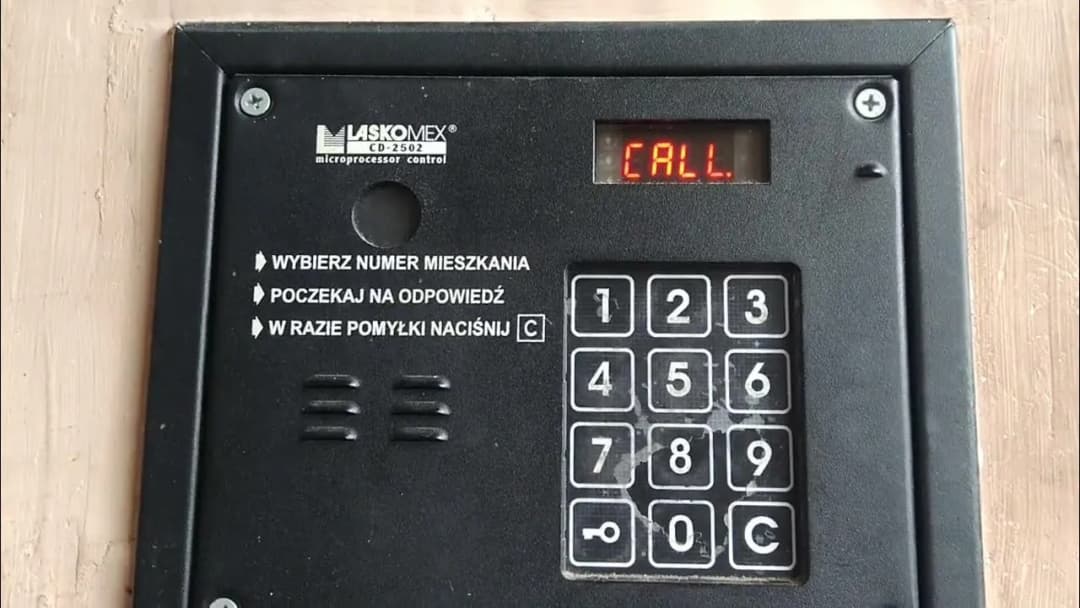 LASKOMEX®
CD-2502
microprocessor control
CALL.
WYBIERZ NUMER MIESZKANIA
POCZEKAJ NA ODPOWIEDŹ
W RAZIE POMYŁKI NACIŚNIJ C
1 2 3
4 5 6
7 8 9
0 C